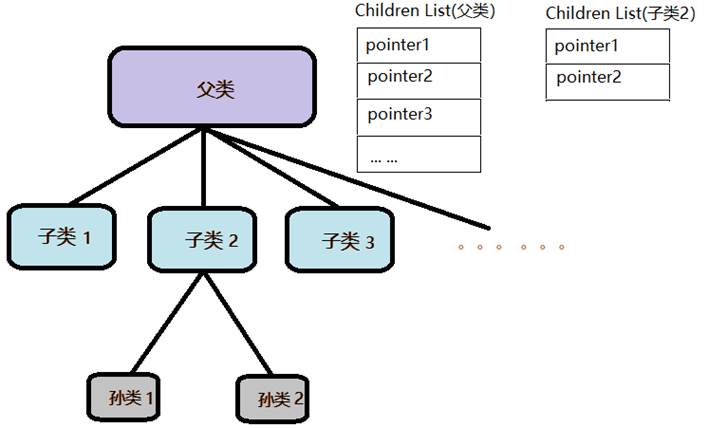 Children List(父类)
pointer1
pointer2
pointer3
... ...
Children List(子类2)
pointer1
pointer2
父类
子类 1
子类 2
子类 3
。。。。。。
孙类 1
孙类 2